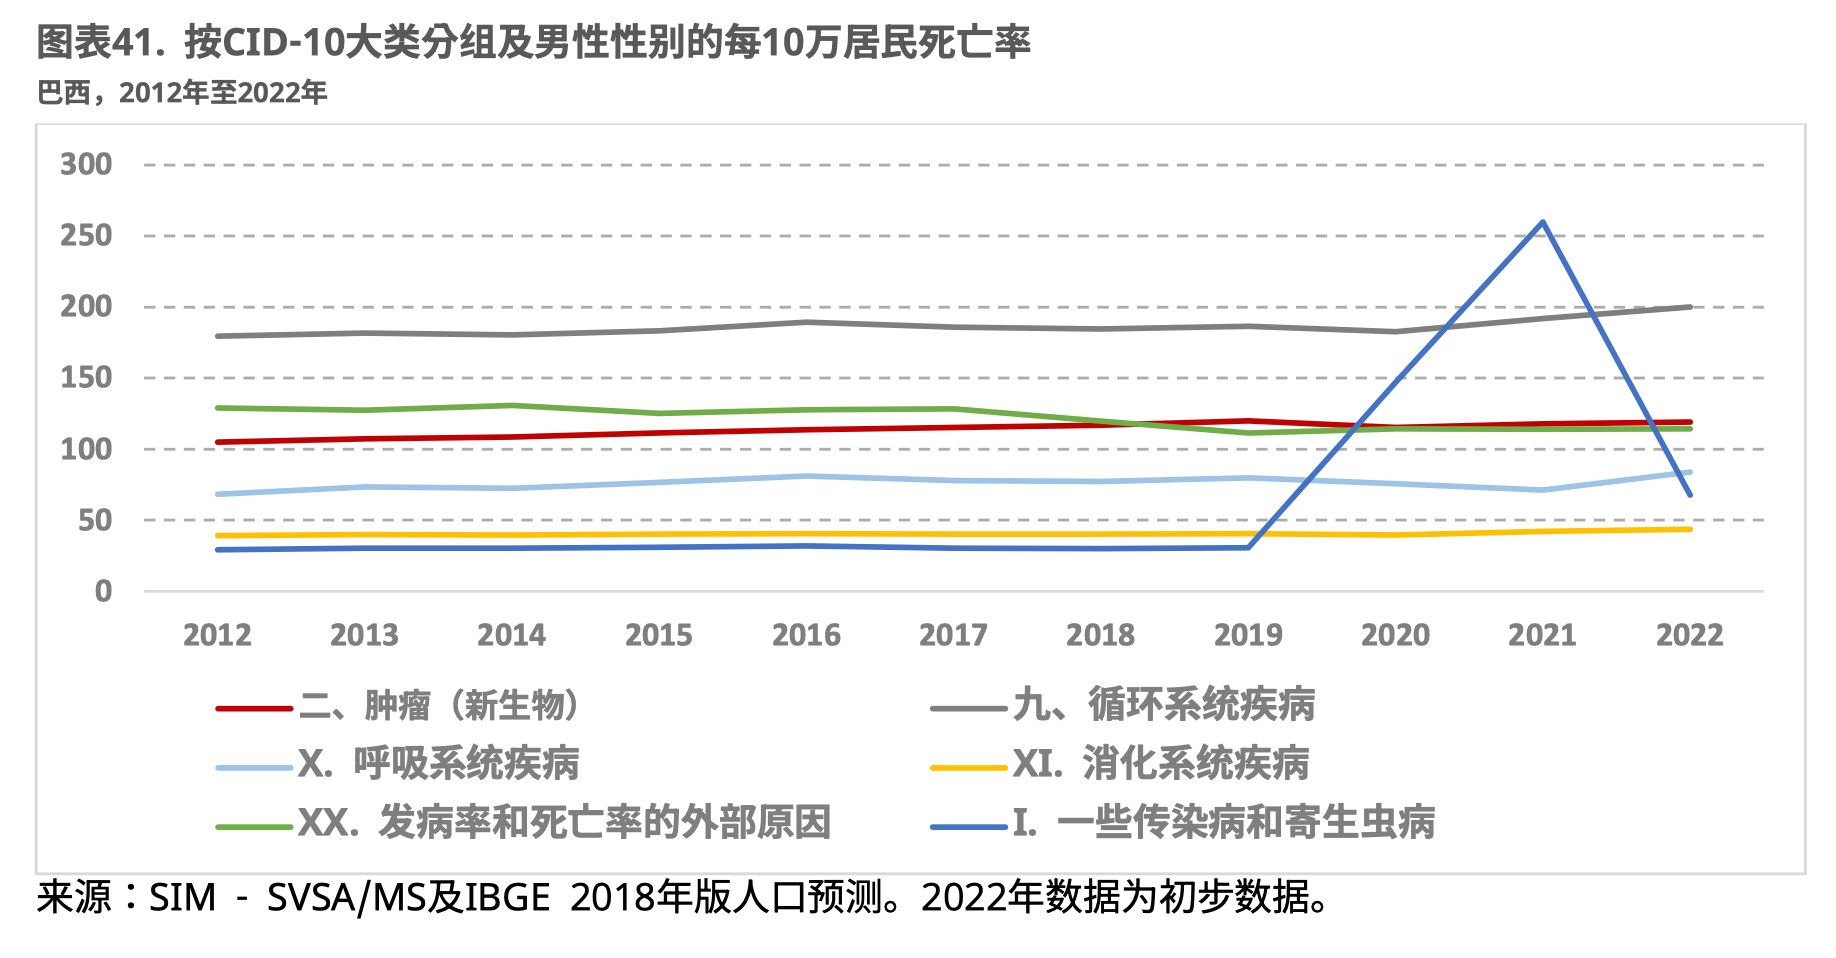 图表41. 按CID-10大类分组及男性性别的每10万居民死亡率
巴西，2012年至2022年
300
250
200
150
100
50
0
2012 2013 2014 2015 2016 2017 2018 2019 2020 2021 2022
二、肿瘤（新生物） 九、循环系统疾病
X. 呼吸系统疾病 XI. 消化系统疾病
XX. 发病率和死亡率的外部原因 I. 一些传染病和寄生虫病
来源：SIM - SVSA/MS及IBGE 2018年版人口预测。2022年数据为初步数据。